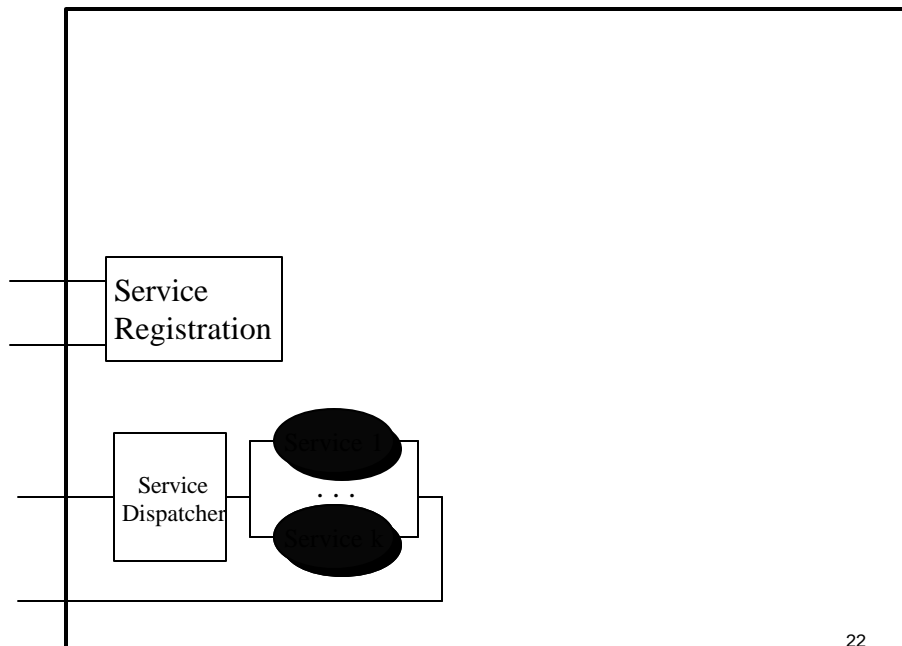 Service
Registration
Service 1
Service
Dispatcher
. . .
Service k
22